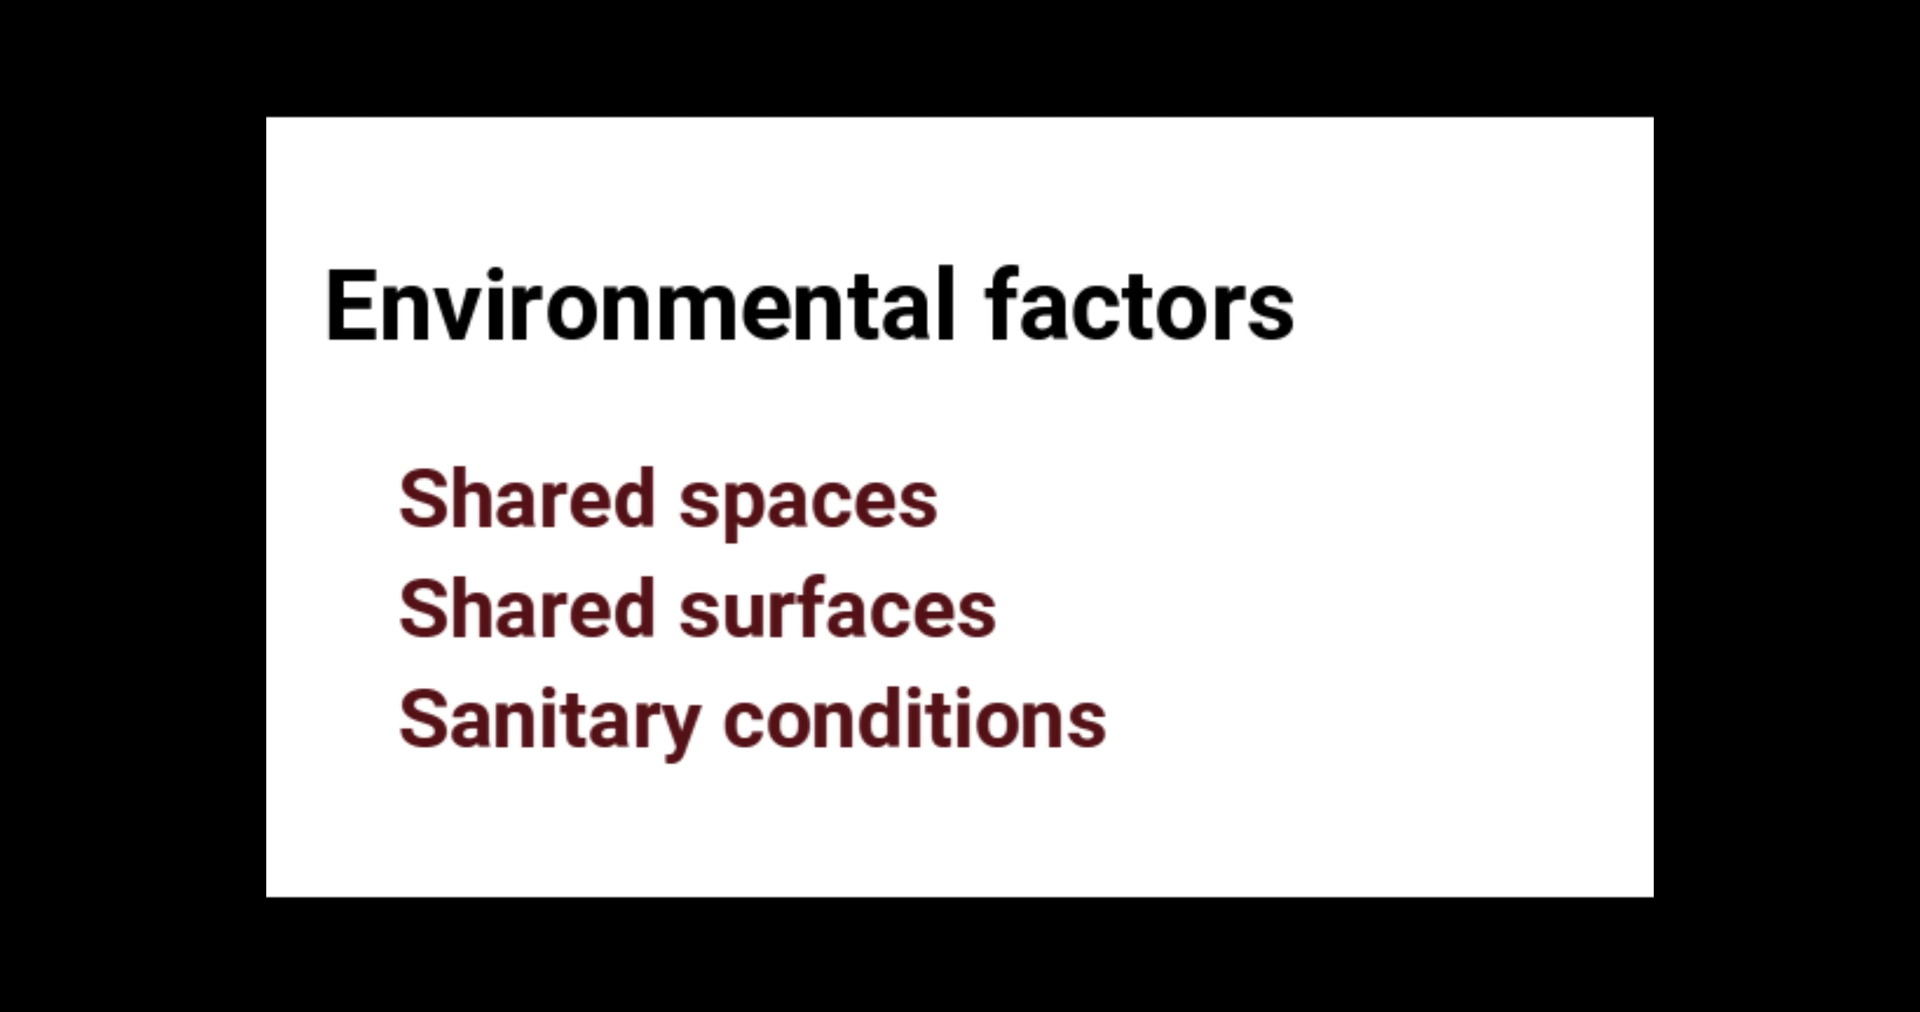 Environmental factors
Shared spaces
Shared surfaces
Sanitary conditions